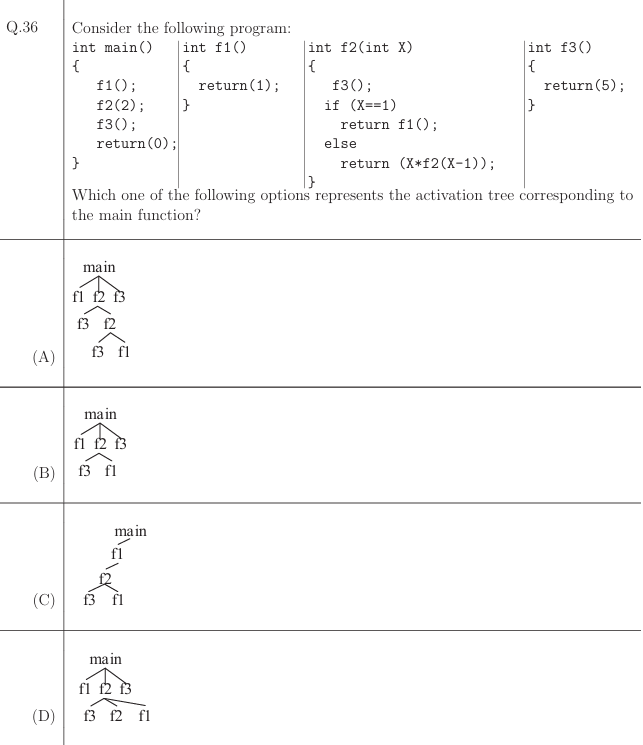 Q.36 Consider the following program:
int main() int f1() int f2(int X) int f3()
{ { { {
f1(); return(1); f3(); return(5);
f2(2); } if (X==1) }
f3(); return f1();
return(0); else
} return (X*f2(X-1));
}
Which one of the following options represents the activation tree corresponding to
the main function?
main
f1 f2 f3
f3 f2
(A) f3 f1
main
f1 f2 f3
(B) f3 f1
main
f1
f2
(C) f3 f1
main
f1 f2 f3
(D) f3 f2 f1